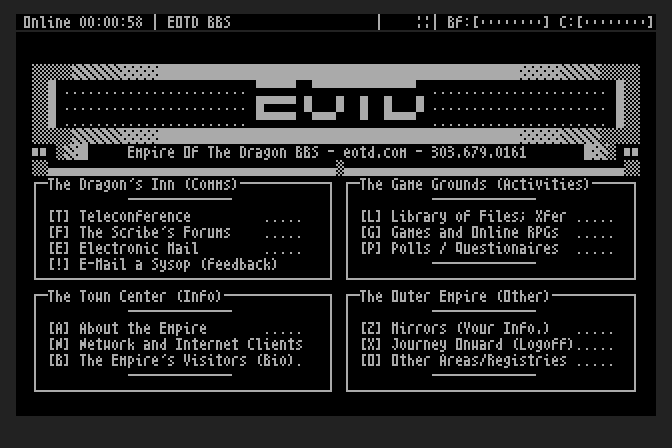 Online 00:00:58 | EOTD BBS | ¦¦| Bf:[········] C:[········]
EOTD
Empire Of The Dragon BBS - eotd.com - 303.679.0161
The Dragon's Inn (Comms)
[T] Teleconference .....
[F] The Scribe's Forums .....
[E] Electronic Mail .....
[!] E-Mail a Sysop (Feedback)
The Game Grounds (Activities)
[L] Library of Files; Xfer .....
[G] Games and Online RPGs .....
[P] Polls / Questionaires .....
The Town Center (Info)
[A] About the Empire .....
[N] Network and Internet Clients
[B] The Empire's Visitors (Bio).
The Outer Empire (Other)
[Z] Mirrors (Your Info.) .....
[X] Journey Onward (Logoff).....
[O] Other Areas/Registries .....